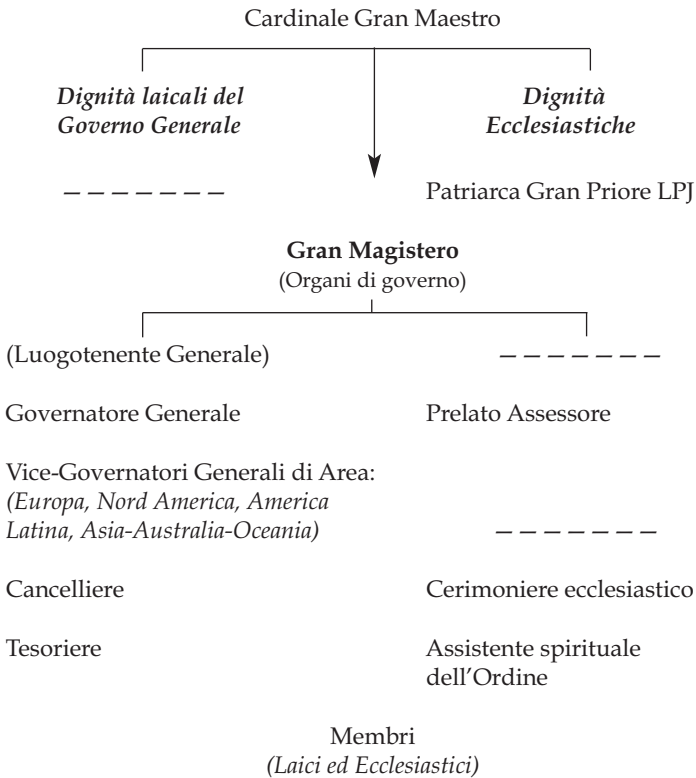 Cardinale Gran Maestro
Dignità laicali del
Governo Generale
Dignità
Ecclesiastiche
– – – – – – –
Patriarca Gran Priore LPJ
Gran Magistero
(Organi di governo)
(Luogotenente Generale)
– – – – – – –
Governatore Generale
Prelato Assessore
Vice-Governatori Generali di Area:
(Europa, Nord America, America
Latina, Asia-Australia-Oceania)
– – – – – – –
Cancelliere
Cerimoniere ecclesiastico
Tesoriere
Assistente spirituale
dell’Ordine
Membri
(Laici ed Ecclesiastici)